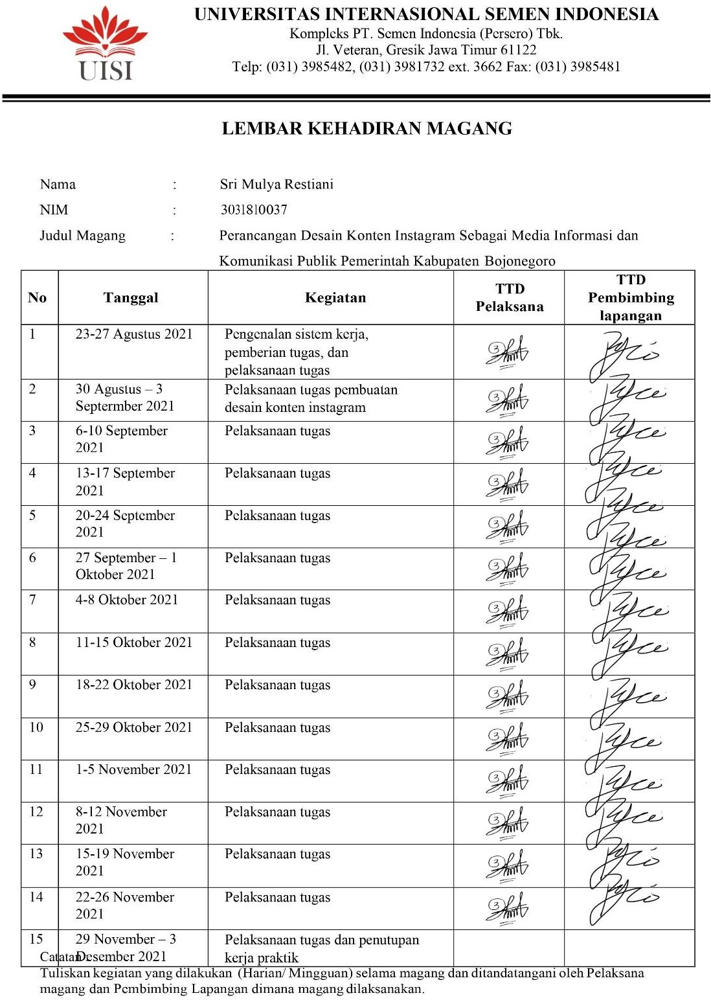 UNIVERSITAS INTERNASIONAL SEMEN INDONESIA
Kompleks PT. Semen Indonesia (Persero) Tbk.
Jl. Veteran, Gresik Jawa Timur 61122
Telp: (031) 3985482, (031) 3981732 ext. 3662 Fax: (031) 3985481
UISI
LEMBAR KEHADIRAN MAGANG
Nama : Sri Mulya Restiani
NIM : 3031810037
Judul Magang : Perancangan Desain Konten Instagram Sebagai Media Informasi dan
Komunikasi Publik Pemerintah Kabupaten Bojonegoro
No Tanggal Kegiatan TTD Pelaksana TTD Pembimbing lapangan
1 23-27 Agustus 2021 Pengenalan sistem kerja,
pemberian tugas, dan
pelaksanaan tugas
2 30 Agustus – 3 Pelaksanaan tugas pembuatan
Septermber 2021 desain konten instagram
3 6-10 September Pelaksanaan tugas
2021
4 13-17 September Pelaksanaan tugas
2021
5 20-24 September Pelaksanaan tugas
2021
6 27 September – 1 Pelaksanaan tugas
Oktober 2021
7 4-8 Oktober 2021 Pelaksanaan tugas
8 11-15 Oktober 2021 Pelaksanaan tugas
9 18-22 Oktober 2021 Pelaksanaan tugas
10 25-29 Oktober 2021 Pelaksanaan tugas
11 1-5 November 2021 Pelaksanaan tugas
12 8-12 November Pelaksanaan tugas
2021
13 15-19 November Pelaksanaan tugas
2021
14 22-26 November Pelaksanaan tugas
2021
15 29 November – 3 Pelaksanaan tugas dan penutupan
Desember 2021 kerja praktik
Catatan :
Tuliskan kegiatan yang dilakukan (Harian/ Mingguan) selama magang dan ditandatangani oleh Pelaksana
magang dan Pembimbing Lapangan dimana magang dilaksanakan.